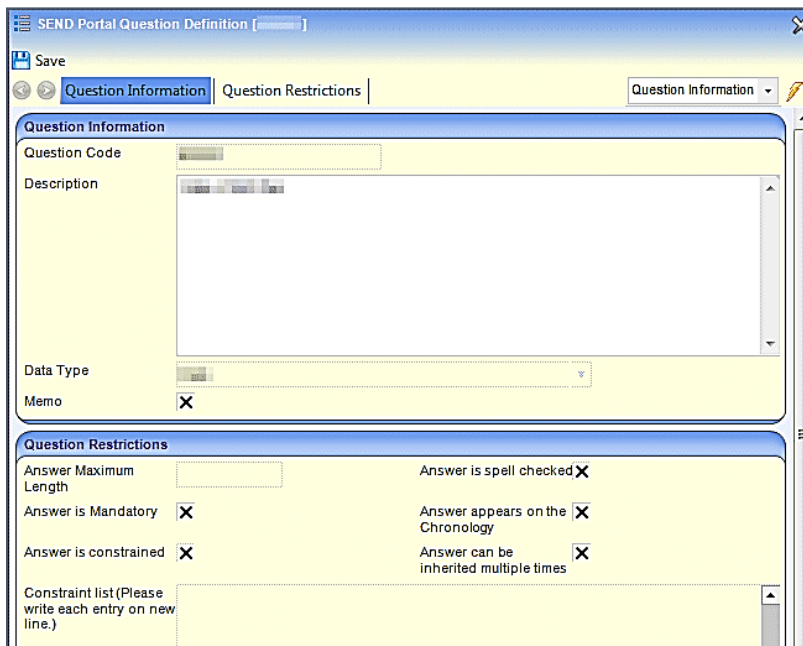 SEND Portal Question Definition [
]
Save
Question Information
Question Restrictions
Question Information
Question Information
Question Code
Description
Data Type
Memo
Question Restrictions
Answer Maximum
Length
Answer is spell checked
Answer is Mandatory
Answer appears on the
Chronology
Answer is constrained
Answer can be
inherited multiple times
Constraint list (Please
write each entry on new
line.)